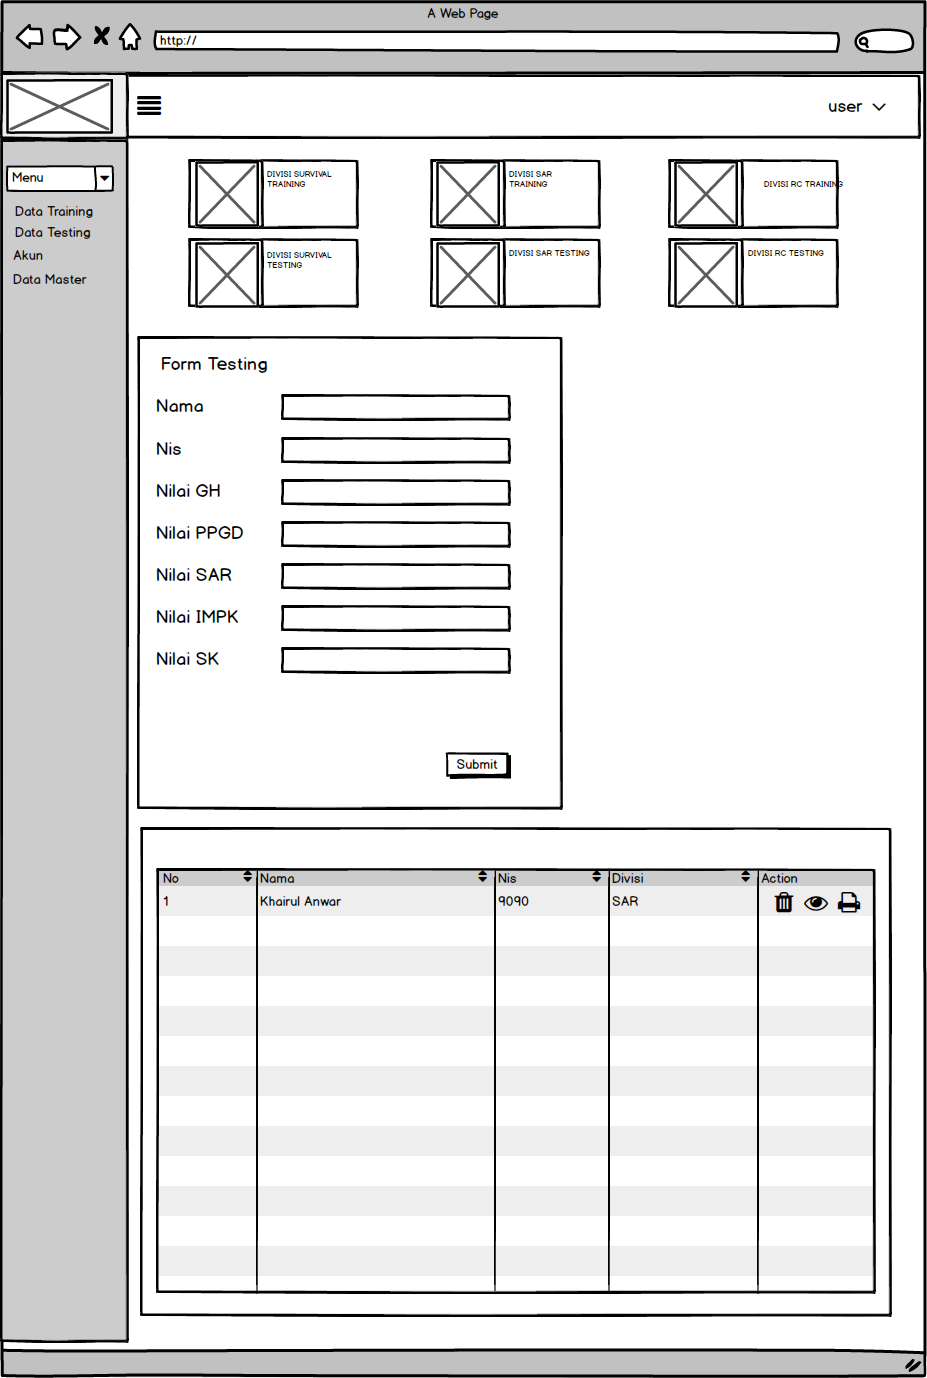 A Web Page
http://
user
Menu
Data Training
Data Testing
Akun
Data Master
DIVISI SURVIVAL
TRAINING
DIVISI SAR
TRAINING
DIVISI RC TRAINING
DIVISI SURVIVAL
TESTING
DIVISI SAR TESTING
DIVISI RC TESTING
Form Testing
Nama
Nis
Nilai GH
Nilai PPGD
Nilai SAR
Nilai IMPK
Nilai SK
Submit
No Nama Nis Divisi Action
1 Khairul Anwar 9090 SAR